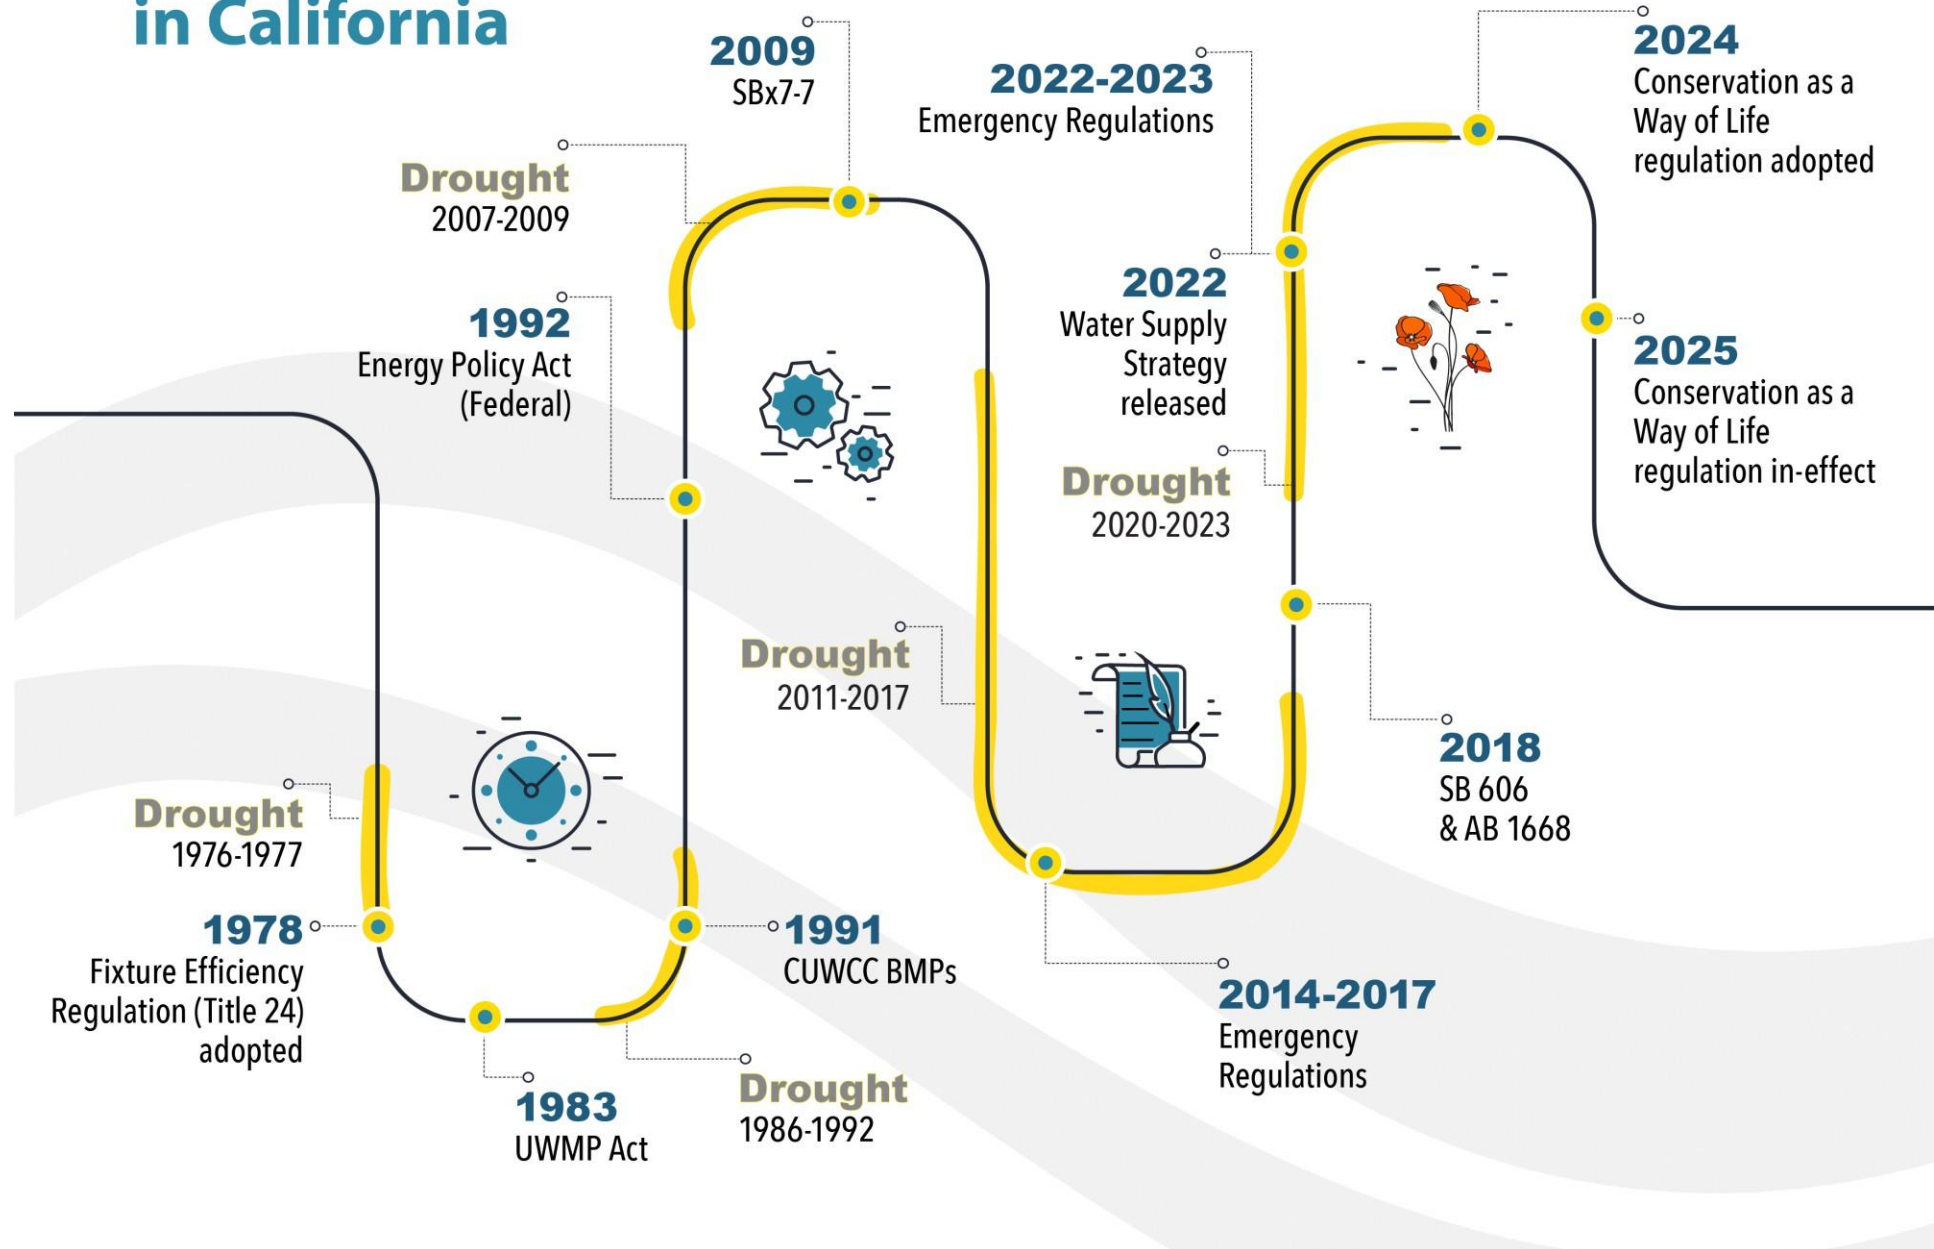 in California
Drought
1976-1977
1978
Fixture Efficiency
Regulation (Title 24)
adopted
1983
UWMP Act
Drought
1986-1992
1991
CUWCC BMPs
1992
Energy Policy Act
(Federal)
Drought
2007-2009
2009
SBx7-7
Drought
2011-2017
2014-2017
Emergency
Regulations
2018
SB 606
& AB 1668
Drought
2020-2023
2022
Water Supply
Strategy
released
2022-2023
Emergency Regulations
2024
Conservation as a
Way of Life
regulation adopted
2025
Conservation as a
Way of Life
regulation in-effect